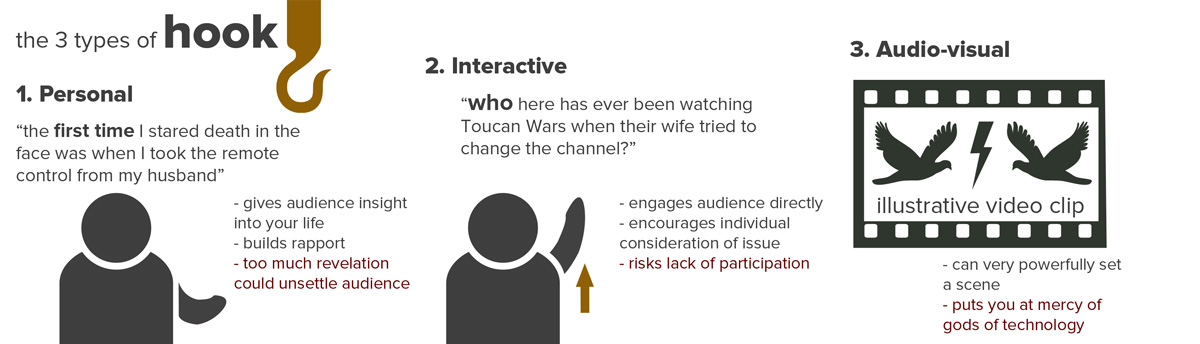 the 3 types of hook
1. Personal
“the first time I stared death in the
face was when I took the remote
control from my husband”
- gives audience insight
into your life
- builds rapport
- too much revelation
could unsettle audience
2. Interactive
“who here has ever been watching
Toucan Wars when their wife tried to
change the channel?”
- engages audience directly
- encourages individual
consideration of issue
- risks lack of participation
3. Audio-visual
illustrative video clip
- can very powerfully set
a scene
- puts you at mercy of
gods of technology